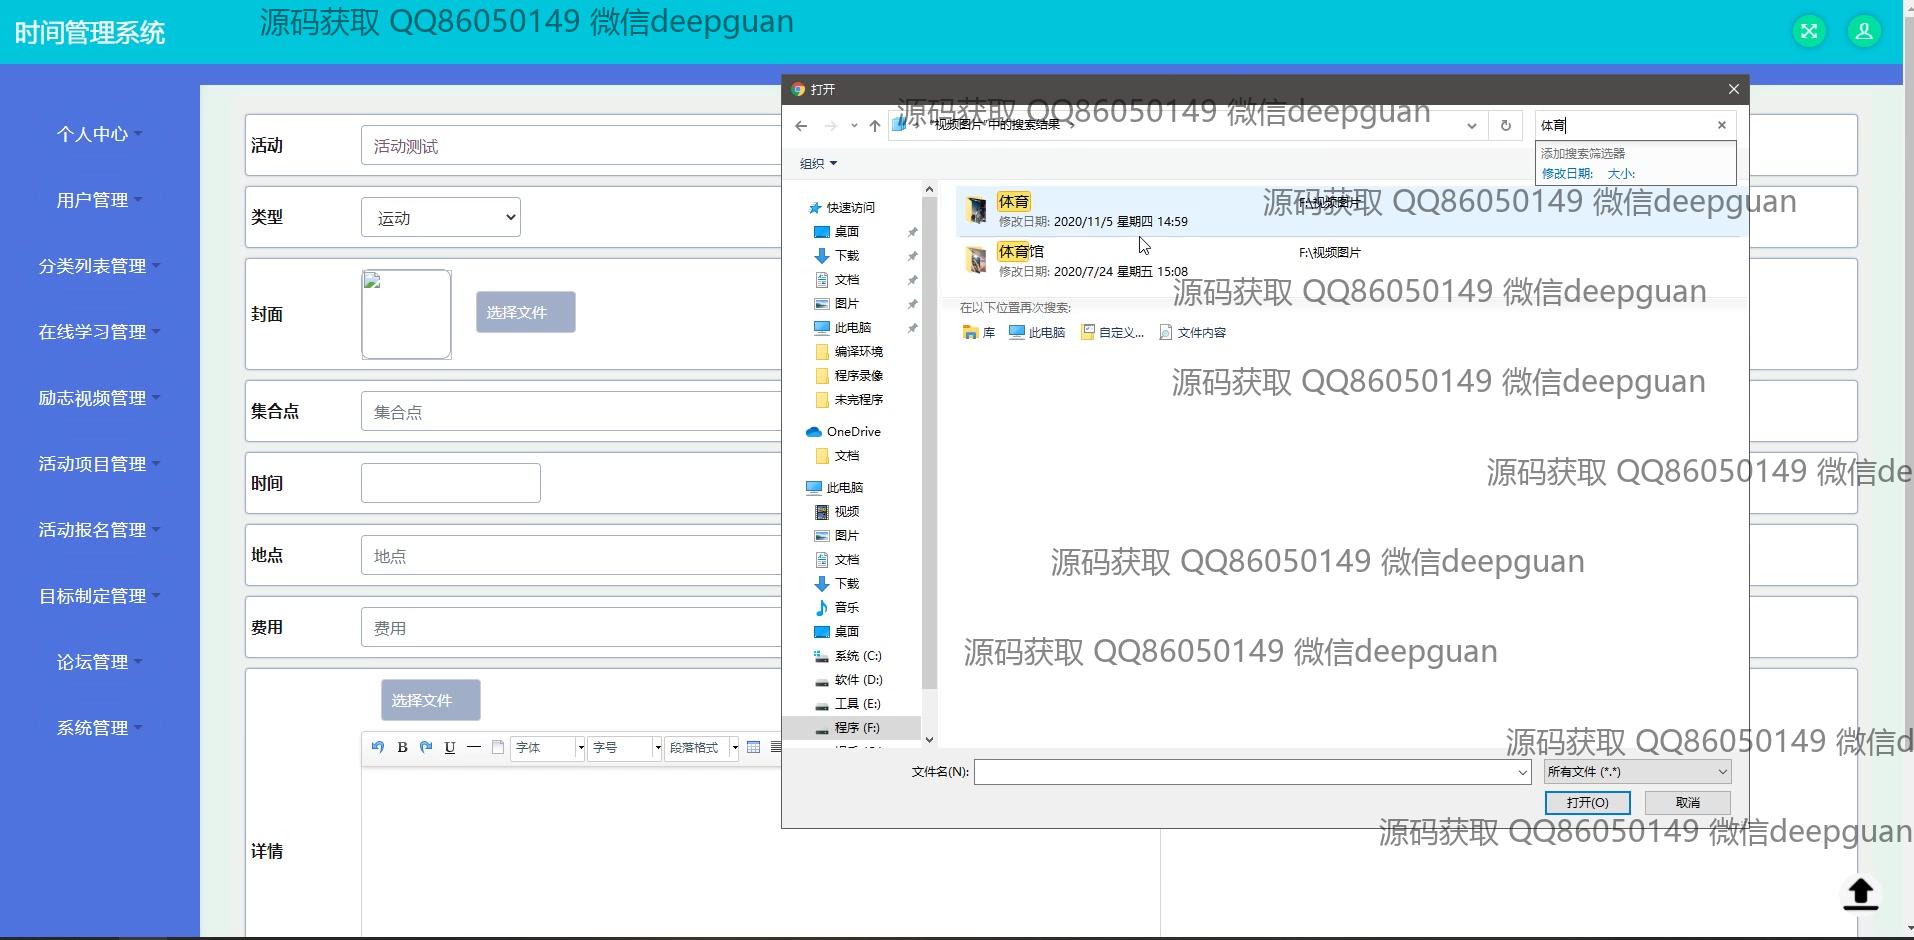 时间管理系统
源码获取 QQ86050149 微信deepguan
个人中心
用户管理
分类列表管理
在线学习管理
励志视频管理
活动项目管理
活动报名管理
目标制定管理
论坛管理
系统管理
活动
活动测试
类型
运动
封面
选择文件
集合点
集合点
时间
地点
地点
费用
费用
详情
选择文件
B U 字体 字号 段落格式
打开
源码获取 QQ86050149 微信deepguan
"视频图片"中的搜索结果
体育
添加搜索筛选器
修改日期: 大小:
组织
快速访问
桌面
下载
文档
图片
此电脑
编译环境
程序录像
未完程序
OneDrive
文档
此电脑
视频
图片
文档
下载
音乐
桌面
系统 (C:)
软件 (D:)
工具 (E:)
程序 (F:)
体育
F:\视频图片
修改日期: 2020/11/5 星期四 14:59
源码获取 QQ86050149 微信deepguan
体育馆
F:\视频图片
修改日期: 2020/7/24 星期五 15:08
源码获取 QQ86050149 微信deepguan
在以下位置再次搜索:
库 此电脑 自定义... 文件内容
源码获取 QQ86050149 微信deepguan
源码获取 QQ86050149 微信de
源码获取 QQ86050149 微信deepguan
源码获取 QQ86050149 微信deepguan
源码获取 QQ86050149 微信d
文件名(N):
所有文件 (*.*)
打开(O) 取消
源码获取 QQ86050149 微信deepguan